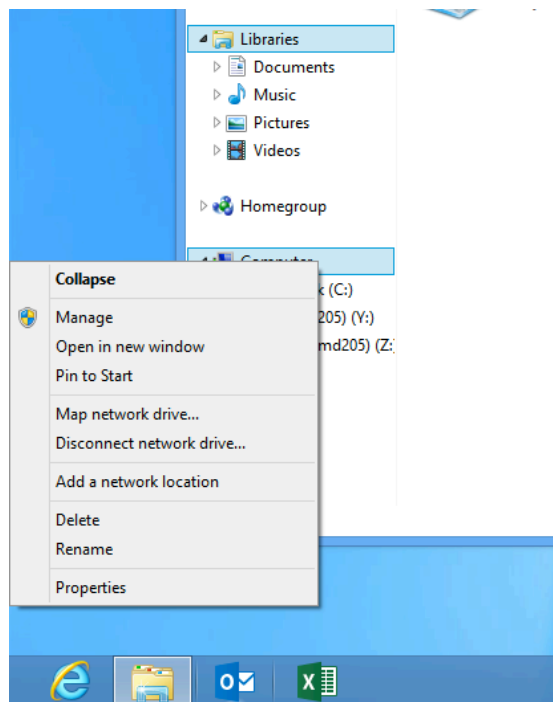 Libraries
Documents
Music
Pictures
Videos
Homegroup
Computer
(C:)
205) (Y:)
md205) (Z:
Collapse
Manage
Open in new window
Pin to Start
Map network drive...
Disconnect network drive...
Add a network location
Delete
Rename
Properties